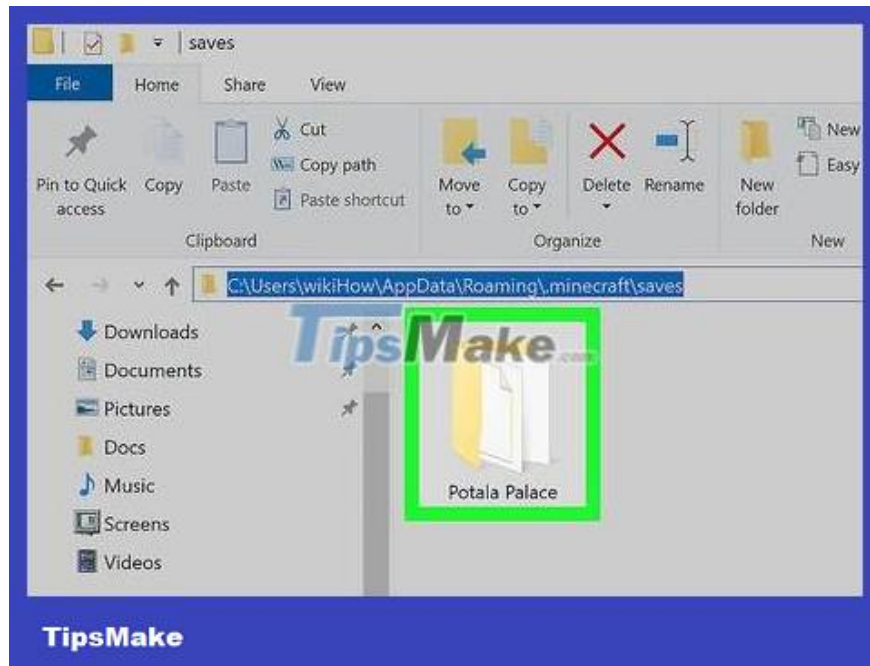 saves
File Home Share View
Pin to Quick access
Copy
Paste
Cut
Copy path
Paste shortcut
Move to
Copy to
Delete
Rename
New folder
New
Easy
Clipboard
Organize
New
C:\Users\wikiHow\AppData\Roaming\.minecraft\saves
Downloads
Documents
Pictures
Docs
Music
Screens
Videos
TipsMake.com
Potala Palace
TipsMake